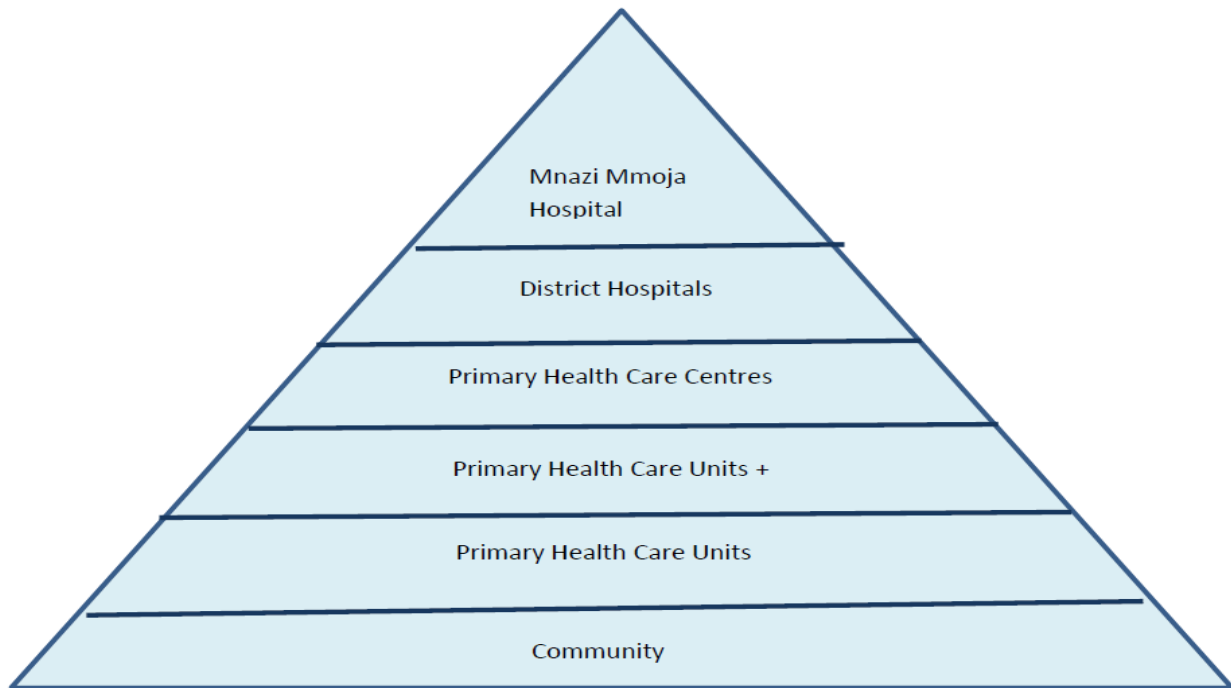 Mnazi Mmoja
Hospital
District Hospitals
Primary Health Care Centres
Primary Health Care Units +
Primary Health Care Units
Community